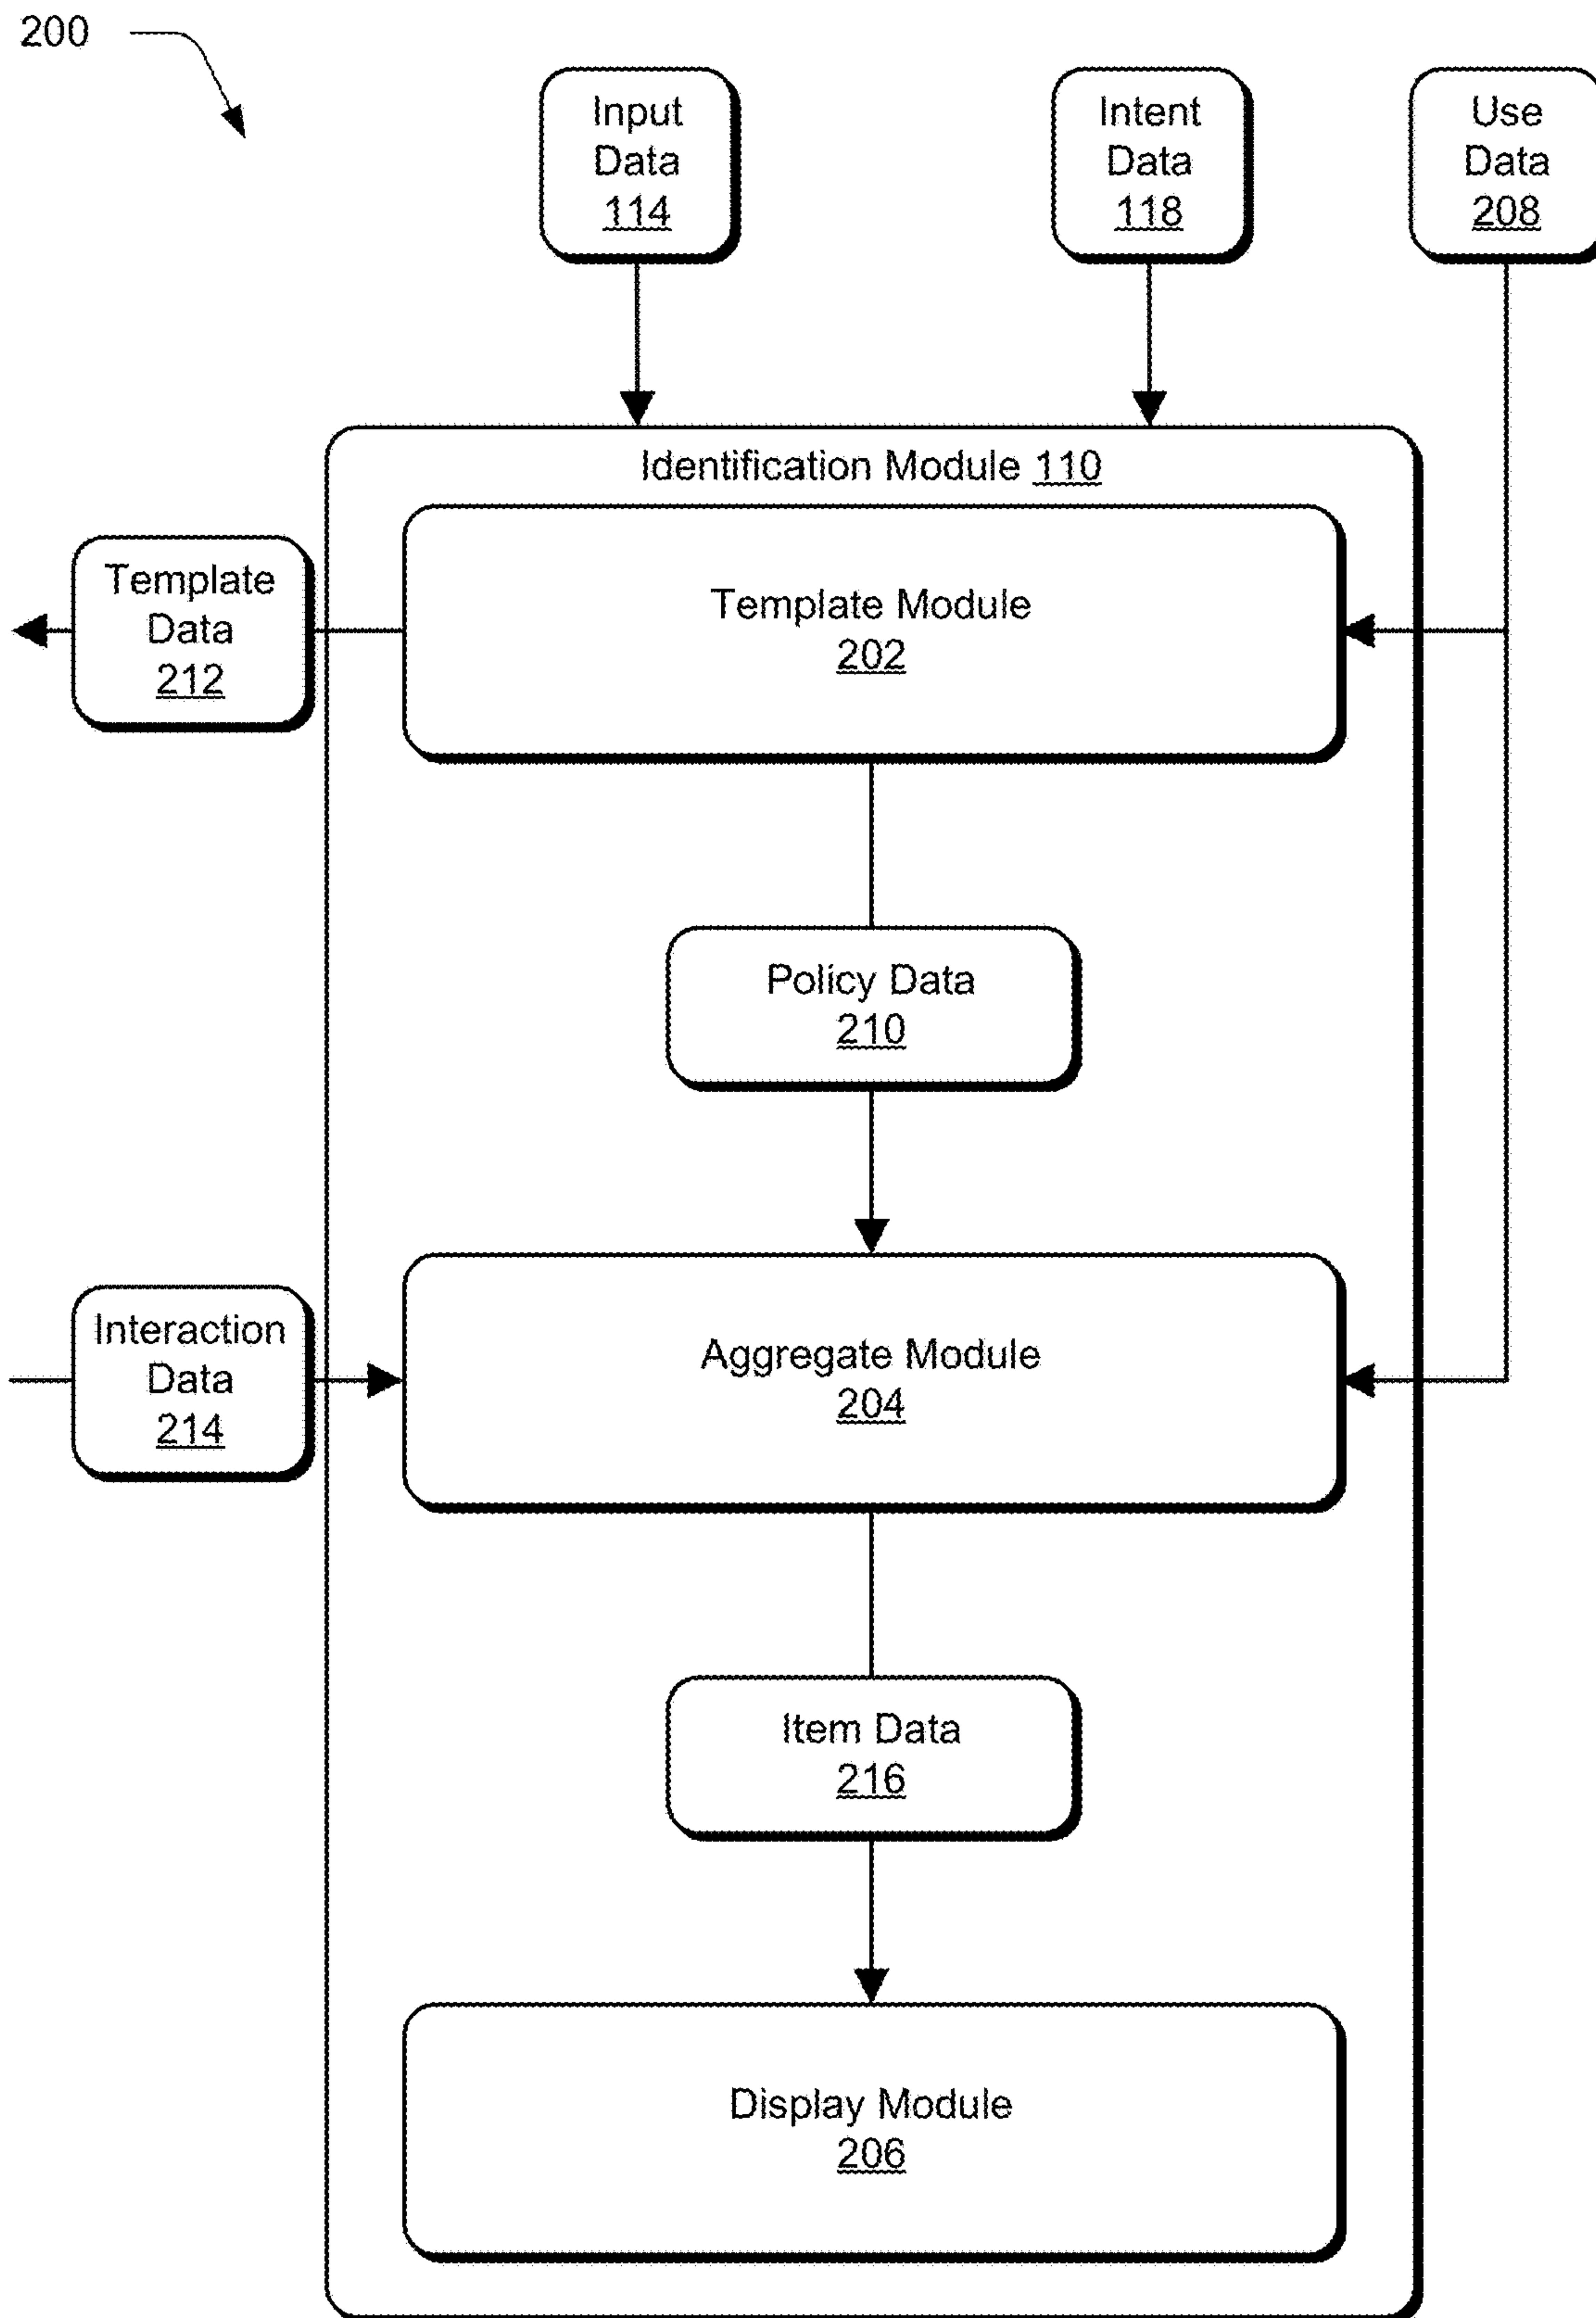 200
Input
Data
114
Intent
Data
118
Use
Data
208
Identification Module 110
Template
Data
212
Template Module
202
Policy Data
210
Interaction
Data
214
Aggregate Module
204
Item Data
216
Display Module
206